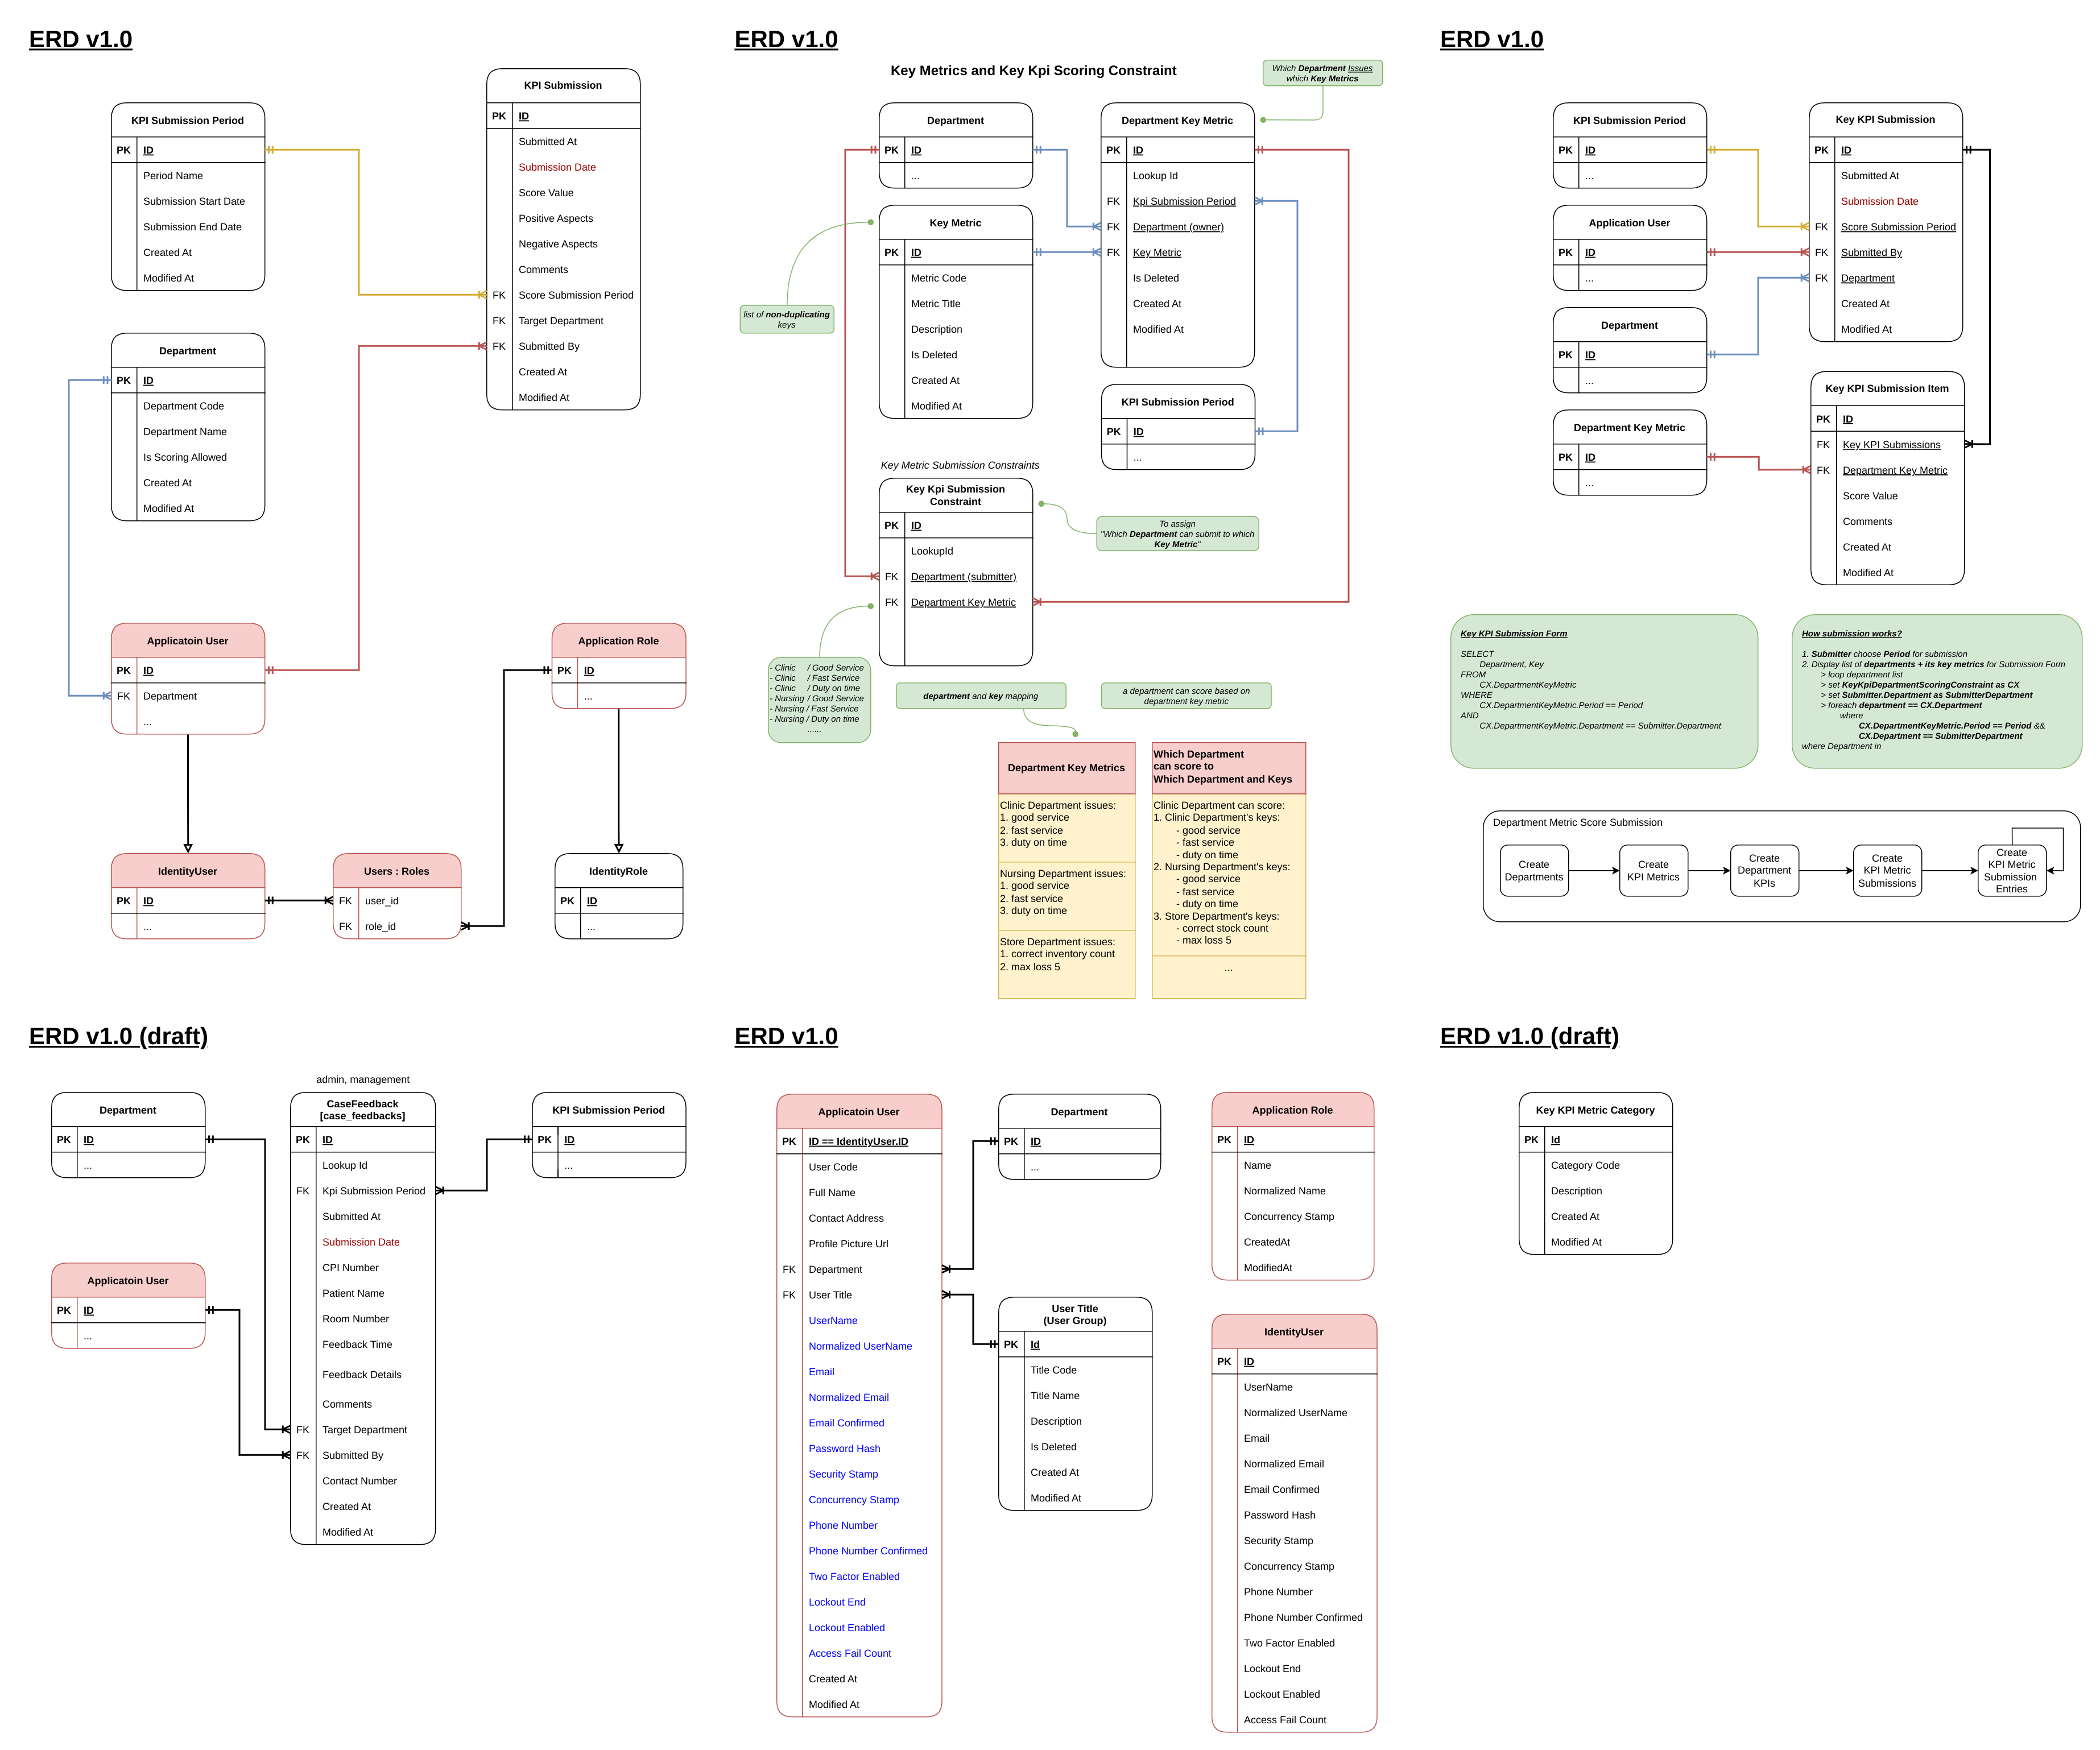 ERD v1.0
KPI Submission Period
PK ID
Period Name
Submission Start Date
Submission End Date
Created At
Modified At
KPI Submission
PK ID
Submitted At
Submission Date
Score Value
Positive Aspects
Negative Aspects
Comments
FK Score Submission Period
FK Target Department
FK Submitted By
Created At
Modified At
Department
PK ID
Department Code
Department Name
Is Scoring Allowed
Created At
Modified At
Applicatoin User
PK ID
FK Department
...
Application Role
PK ID
...
IdentityUser
PK ID
...
Users : Roles
FK user_id
FK role_id
IdentityRole
PK ID
...
ERD v1.0
Key Metrics and Key Kpi Scoring Constraint
Which Department Issues
which Key Metrics
Department
PK ID
...
Department Key Metric
PK ID
Lookup Id
FK Kpi Submission Period
FK Department (owner)
FK Key Metric
Is Deleted
Created At
Modified At
Key Metric
PK ID
Metric Code
Metric Title
Description
Is Deleted
Created At
Modified At
list of non-duplicating
keys
KPI Submission Period
PK ID
...
Key Metric Submission Constraints
Key Kpi Submission
Constraint
PK ID
LookupId
FK Department (submitter)
FK Department Key Metric
To assign
"Which Department can submit to which
Key Metric"
- Clinic / Good Service
- Clinic / Fast Service
- Clinic / Duty on time
- Nursing / Good Service
- Nursing / Fast Service
- Nursing / Duty on time
......
department and key mapping
a department can score based on
department key metric
Department Key Metrics
Clinic Department issues:
1. good service
2. fast service
3. duty on time
Nursing Department issues:
1. good service
2. fast service
3. duty on time
Store Department issues:
1. correct inventory count
2. max loss 5
Which Department
can score to
Which Department and Keys
Clinic Department can score:
1. Clinic Department's keys:
- good service
- fast service
- duty on time
2. Nursing Department's keys:
- good service
- fast service
- duty on time
3. Store Department's keys:
- correct stock count
- max loss 5
...
ERD v1.0
KPI Submission Period
PK ID
...
Application User
PK ID
...
Department
PK ID
...
Department Key Metric
PK ID
...
Key KPI Submission
PK ID
Submitted At
Submission Date
FK Score Submission Period
FK Submitted By
FK Department
Created At
Modified At
Key KPI Submission Item
PK ID
FK Key KPI Submissions
FK Department Key Metric
Score Value
Comments
Created At
Modified At
Key KPI Submission Form
SELECT
Department, Key
FROM
CX.DepartmentKeyMetric
WHERE
CX.DepartmentKeyMetric.Period == Period
AND
CX.DepartmentKeyMetric.Department == Submitter.Department
How submission works?
1. Submitter choose Period for submission
2. Display list of departments + its key metrics for Submission Form
> loop department list
> set KeyKpiDepartmentScoringConstraint as CX
> set Submitter.Department as SubmitterDepartment
> foreach department == CX.Department
where
CX.DepartmentKeyMetric.Period == Period &&
CX.Department == SubmitterDepartment
where Department in
Department Metric Score Submission
Create
Departments
Create
KPI Metrics
Create
Department
KPIs
Create
KPI Metric
Submissions
Create
KPI Metric
Submission
Entries
ERD v1.0 (draft)
Department
PK ID
...
Applicatoin User
PK ID
...
admin, management
CaseFeedback
[case_feedbacks]
PK ID
Lookup Id
FK Kpi Submission Period
Submitted At
Submission Date
CPI Number
Patient Name
Room Number
Feedback Time
Feedback Details
Comments
FK Target Department
FK Submitted By
Contact Number
Created At
Modified At
KPI Submission Period
PK ID
...
ERD v1.0
Applicatoin User
PK ID == IdentityUser.ID
User Code
Full Name
Contact Address
Profile Picture Url
FK Department
FK User Title
UserName
Normalized UserName
Email
Normalized Email
Email Confirmed
Password Hash
Security Stamp
Concurrency Stamp
Phone Number
Phone Number Confirmed
Two Factor Enabled
Lockout End
Lockout Enabled
Access Fail Count
Created At
Modified At
Department
PK ID
...
User Title
(User Group)
PK Id
Title Code
Title Name
Description
Is Deleted
Created At
Modified At
Application Role
PK ID
Name
Normalized Name
Concurrency Stamp
CreatedAt
ModifiedAt
IdentityUser
PK ID
UserName
Normalized UserName
Email
Normalized Email
Email Confirmed
Password Hash
Security Stamp
Concurrency Stamp
Phone Number
Phone Number Confirmed
Two Factor Enabled
Lockout End
Lockout Enabled
Access Fail Count
ERD v1.0 (draft)
Key KPI Metric Category
PK Id
Category Code
Description
Created At
Modified At